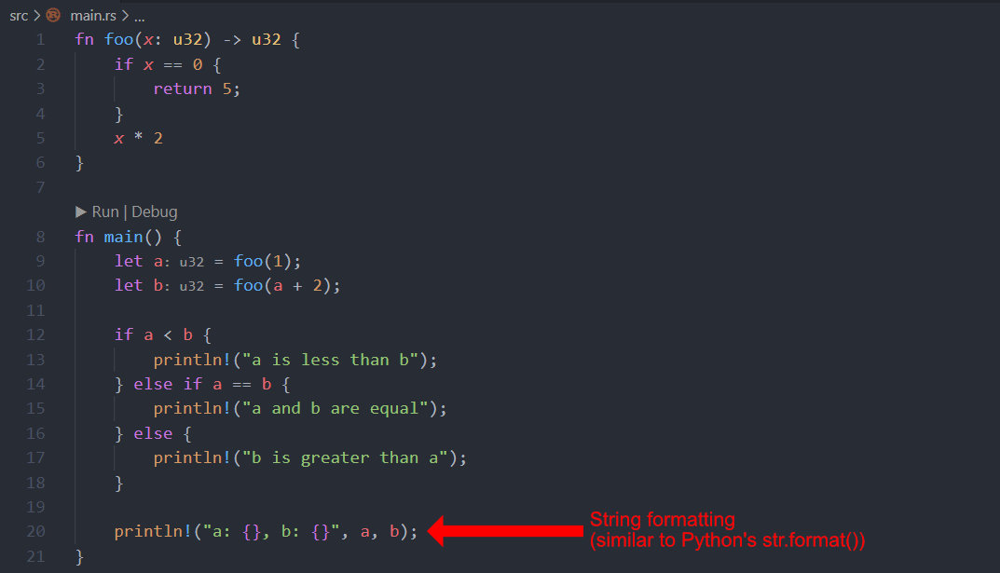 src > main.rs > ...
1 fn foo(x: u32) -> u32 {
2     if x == 0 {
3         return 5;
4     }
5     x * 2
6 }
7
▶ Run | Debug
8 fn main() {
9     let a: u32 = foo(1);
10     let b: u32 = foo(a + 2);
11
12     if a < b {
13         println!("a is less than b");
14     } else if a == b {
15         println!("a and b are equal");
16     } else {
17         println!("b is greater than a");
18     }
19
20     println!("a: {}, b: {}", a, b);
String formatting
(similar to Python's str.format())
21 }